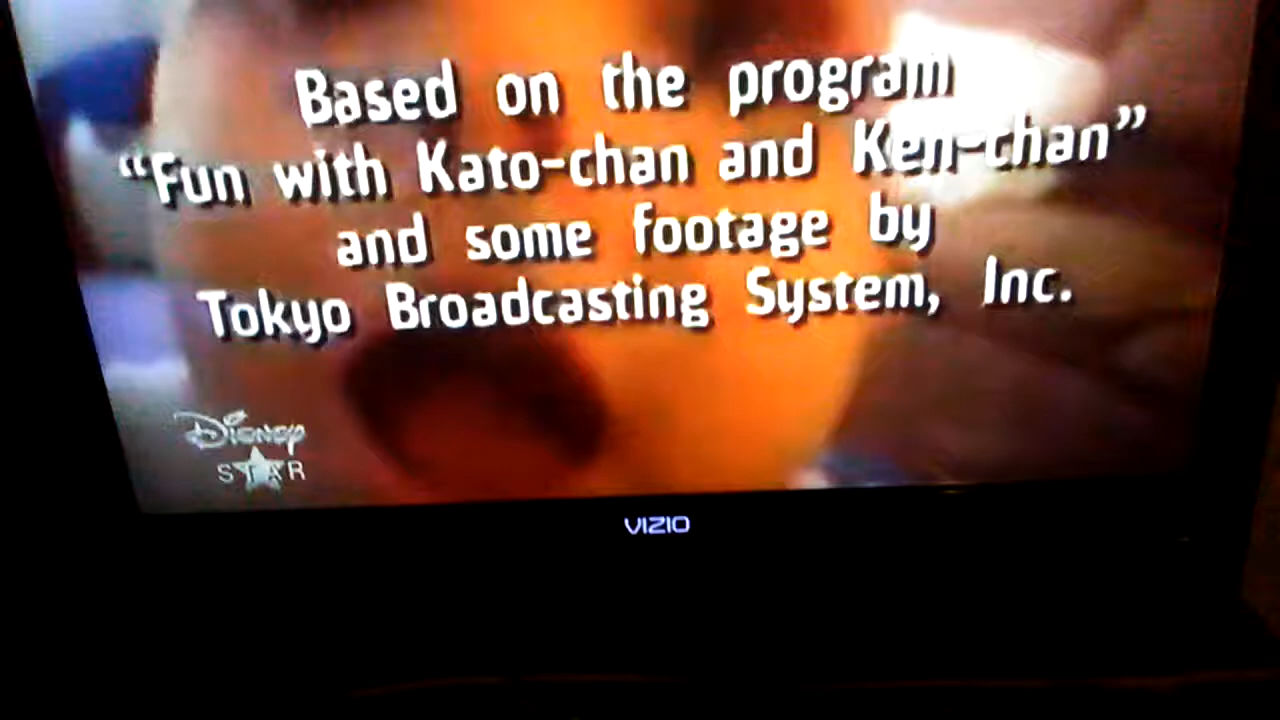 Based on the program
“Fun with Kato-chan and Ken-chan”
and some footage by
Tokyo Broadcasting System, Inc.
Disney
STAR
VIZIO